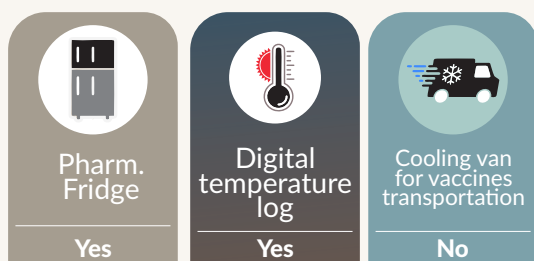 Pharm.
Fridge
Yes
Digital
temperature
log
Yes
Cooling van
for vaccines
transportation
No